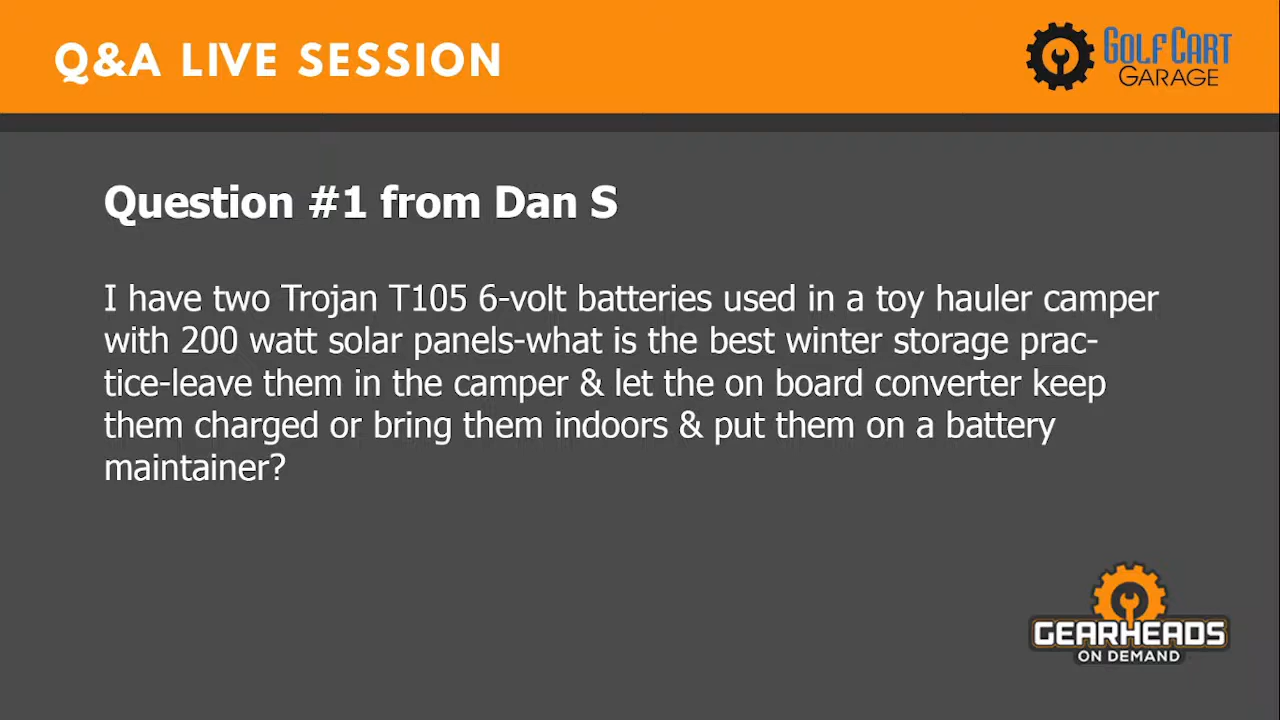 Q&A LIVE SESSION
GOLF CART
GARAGE
Question #1 from Dan S
I have two Trojan T105 6-volt batteries used in a toy hauler camper
with 200 watt solar panels-what is the best winter storage prac-
tice-leave them in the camper & let the on board converter keep
them charged or bring them indoors & put them on a battery
maintainer?
GEARHEADS
ON DEMAND